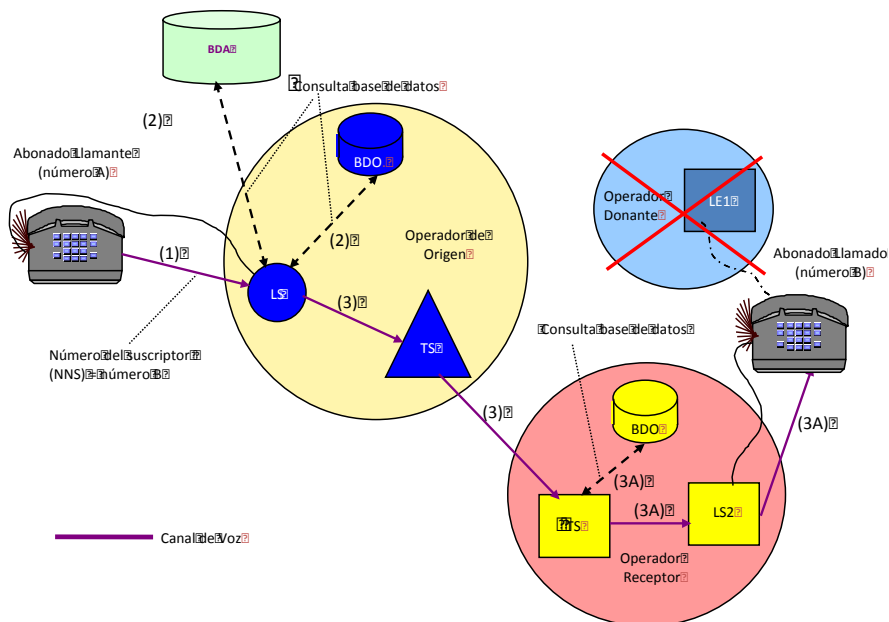 BDA
Consulta base de datos
(2)
Abonado Llamante
(número A)
BDO
(2)
Operador de
Origen
Operador
Donante
LE1
(1)
LS
(3)
TS
Abonado Llamado
(número B)
Número del suscriptor
(NNS) = número B
Consulta base de datos
(3)
BDO
(3A)
(3A)
TS
(3A)
LS2
Operador
Receptor
Canal de Voz